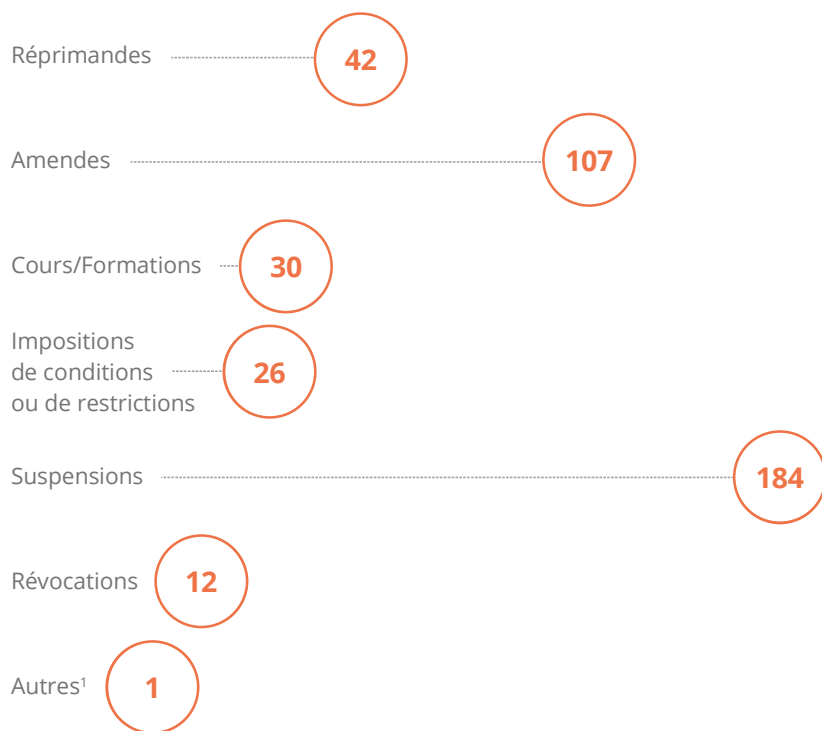 Réprimandes 42
Amendes 107
Cours/Formations 30
Impositions
de conditions 26
ou de restrictions
Suspensions 184
Révocations 12
Autres¹ 1